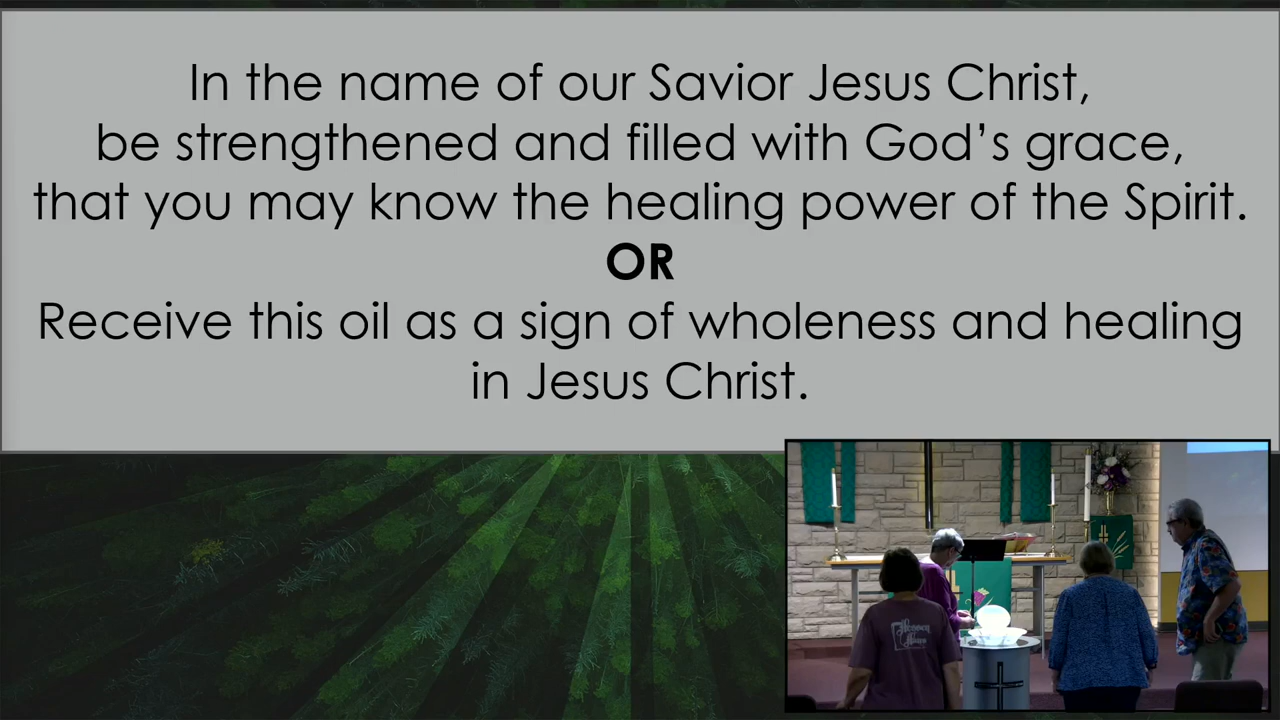 In the name of our Savior Jesus Christ,
be strengthened and filled with God’s grace,
that you may know the healing power of the Spirit.
OR
Receive this oil as a sign of wholeness and healing
in Jesus Christ.